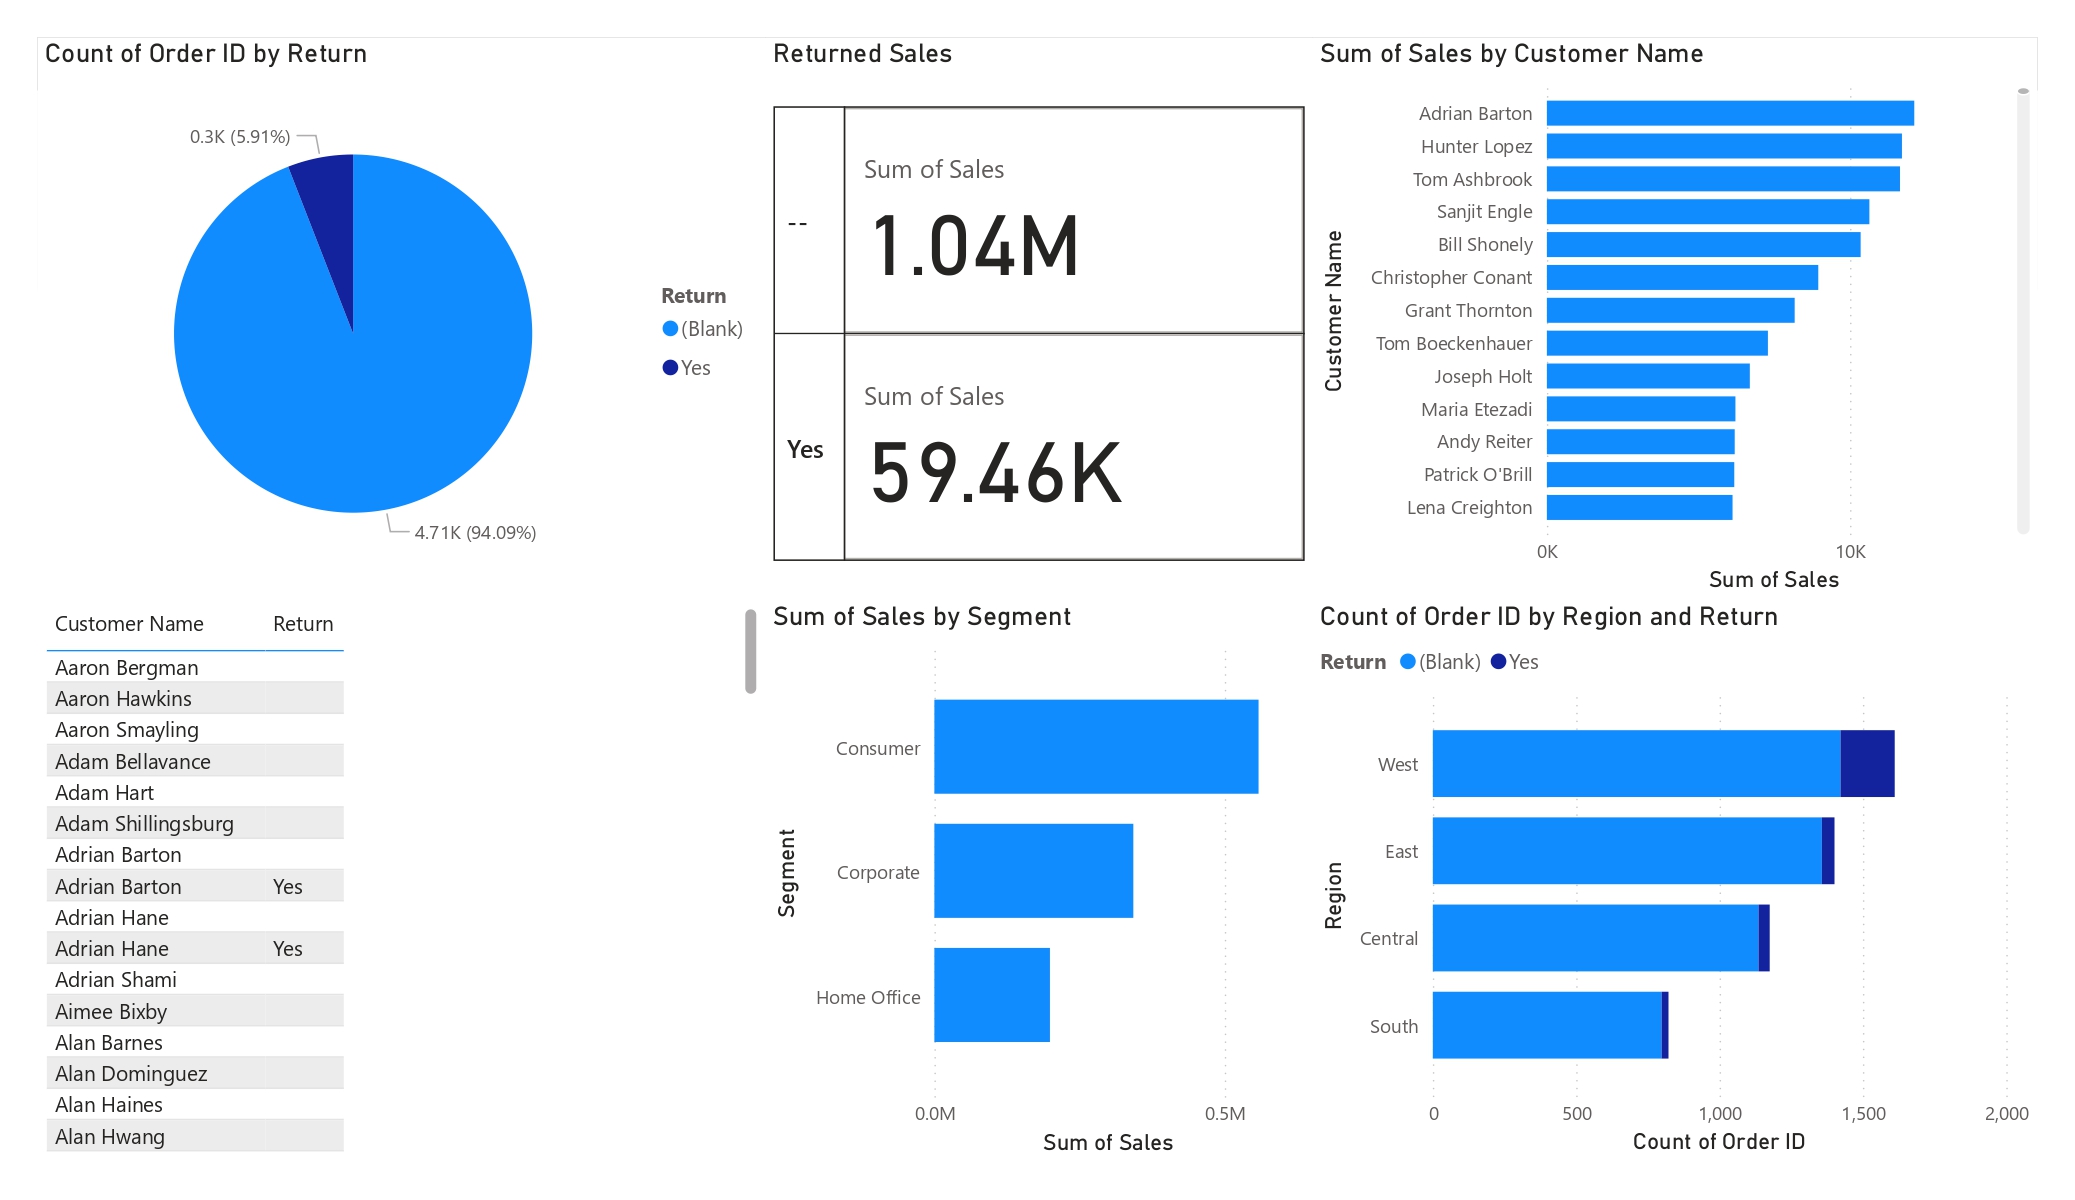 Count of Order ID by Return
0.3K (5.91%)
4.71K (94.09%)
Return
(Blank)
Yes
Returned Sales
--
Sum of Sales
1.04M
Yes
Sum of Sales
59.46K
Sum of Sales by Customer Name
Customer Name
Adrian Barton
Hunter Lopez
Tom Ashbrook
Sanjit Engle
Bill Shonely
Christopher Conant
Grant Thornton
Tom Boeckenhauer
Joseph Holt
Maria Etezadi
Andy Reiter
Patrick O'Brill
Lena Creighton
0K 10K
Sum of Sales
Customer Name Return
Aaron Bergman
Aaron Hawkins
Aaron Smayling
Adam Bellavance
Adam Hart
Adam Shillingsburg
Adrian Barton
Adrian Barton Yes
Adrian Hane
Adrian Hane Yes
Adrian Shami
Aimee Bixby
Alan Barnes
Alan Dominguez
Alan Haines
Alan Hwang
Sum of Sales by Segment
Segment
Consumer
Corporate
Home Office
0.0M 0.5M
Sum of Sales
Count of Order ID by Region and Return
Return (Blank) Yes
Region
West
East
Central
South
0 500 1,000 1,500 2,000
Count of Order ID